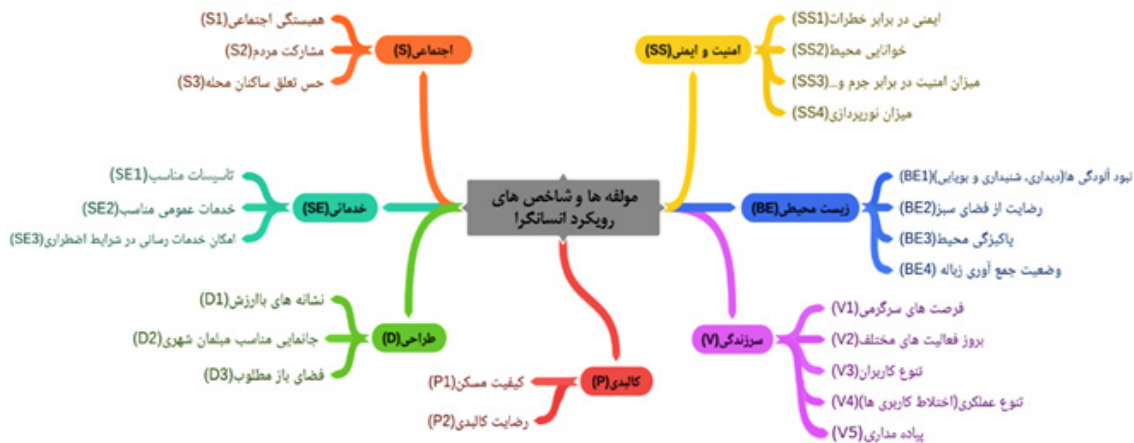 مولفه ها و شاخص های
رویکرد انسانگرا
امنیت و ایمنی(SS)
ایمنی در برابر خطرات(SS1)
خوانایی محیط(SS2)
میزان امنیت در برابر جرم و...(SS3)
میزان نورپردازی(SS4)
زیست محیطی(BE)
نبود آلودگی ها(دیداری، شنیداری و بویایی)(BE1)
رضایت از فضای سبز(BE2)
پاکیزگی محیط(BE3)
وضعیت جمع آوری زباله (BE4)
سرزندگی(V)
فرصت های سرگرمی(V1)
بروز فعالیت های مختلف(V2)
تنوع کاربران(V3)
تنوع عملکری(اختلاط کاربری ها)(V4)
پیاده مداری(V5)
کالبدی(P)
کیفیت مسکن(P1)
رضایت کالبدی(P2)
اجتماعی(S)
همبستگی اجتماعی(S1)
مشارکت مردم(S2)
حس تعلق ساکنان محله(S3)
خدماتی(SE)
تاسیسات مناسب(SE1)
خدمات عمومی مناسب(SE2)
امکان خدمات رسانی در شرایط اضطراری(SE3)
طراحی(D)
نشانه های باارزش(D1)
جانمایی مناسب مبلمان شهری(D2)
فضای باز مطلوب(D3)